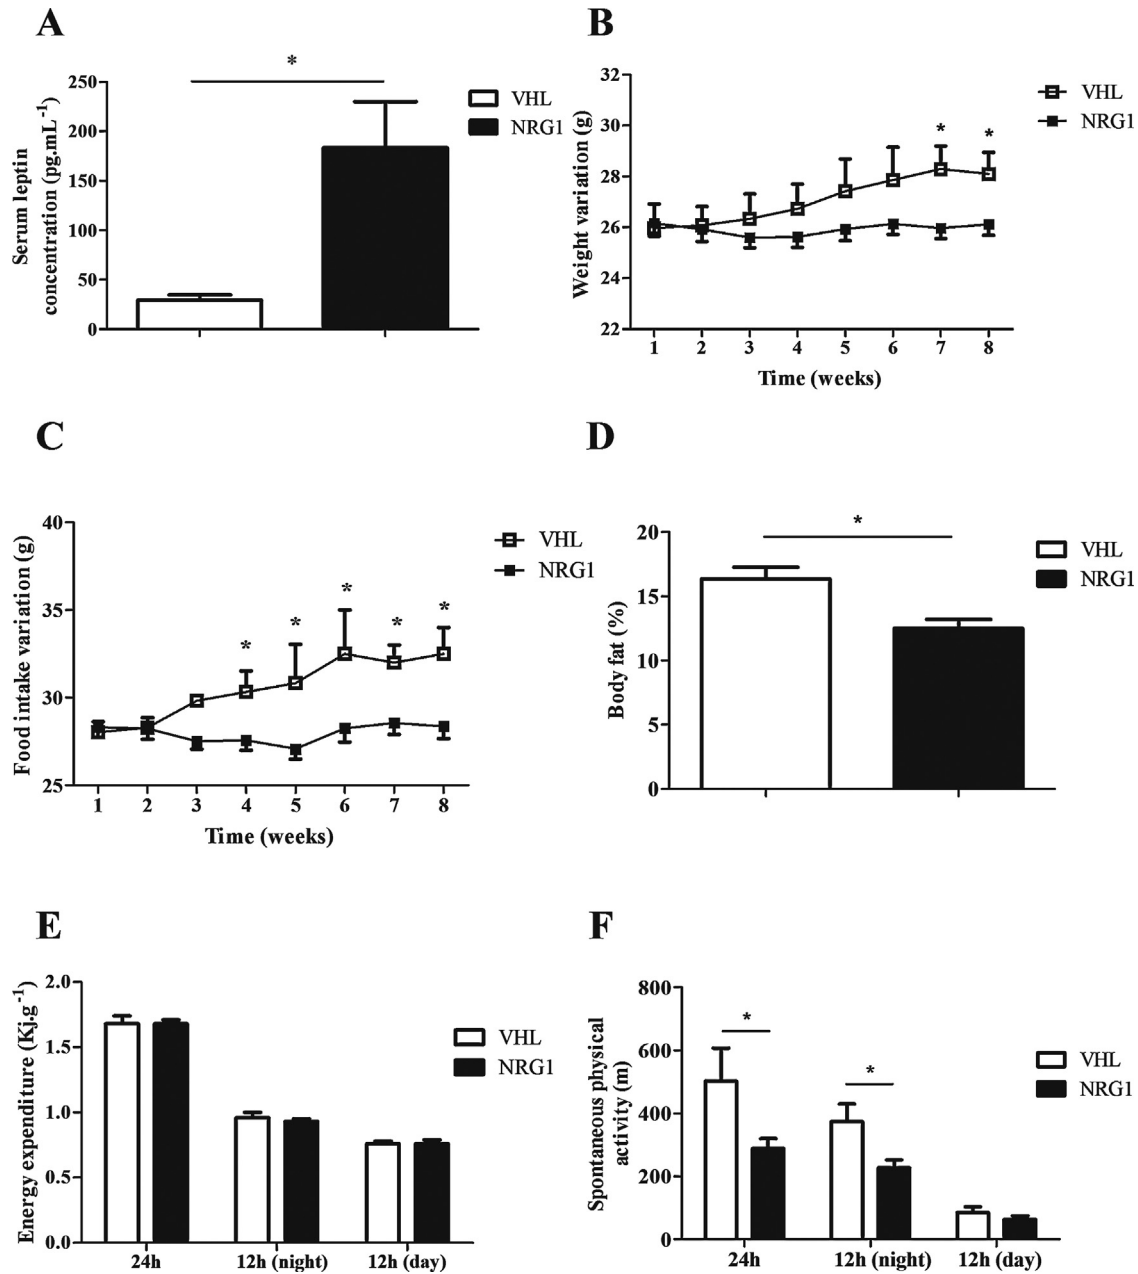 A
*
Serum leptin
concentration (pg.mL-1)
250
200
150
100
50
0
VHL
NRG1
B
Weight variation (g)
32
30
28
26
24
22
* *
1 2 3 4 5 6 7 8
Time (weeks)
VHL
NRG1
C
Food intake variation (g)
40
35
30
25
* * * * *
1 2 3 4 5 6 7 8
Time (weeks)
VHL
NRG1
D
*
Body fat (%)
20
15
10
5
0
VHL
NRG1
E
Energy expenditure (Kj.g-1)
2.0
1.5
1.0
0.5
0.0
24h 12h (night) 12h (day)
VHL
NRG1
F
Spontaneous physical
activity (m)
800
600
400
200
0
* *
24h 12h (night) 12h (day)
VHL
NRG1